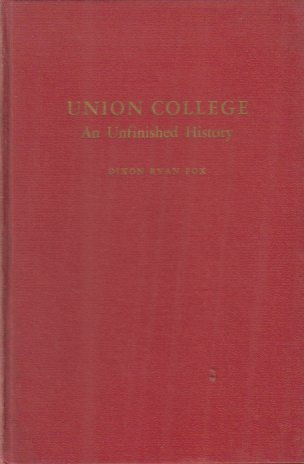 UNION COLLEGE
An Unfinished History
DIXON RYAN FOX